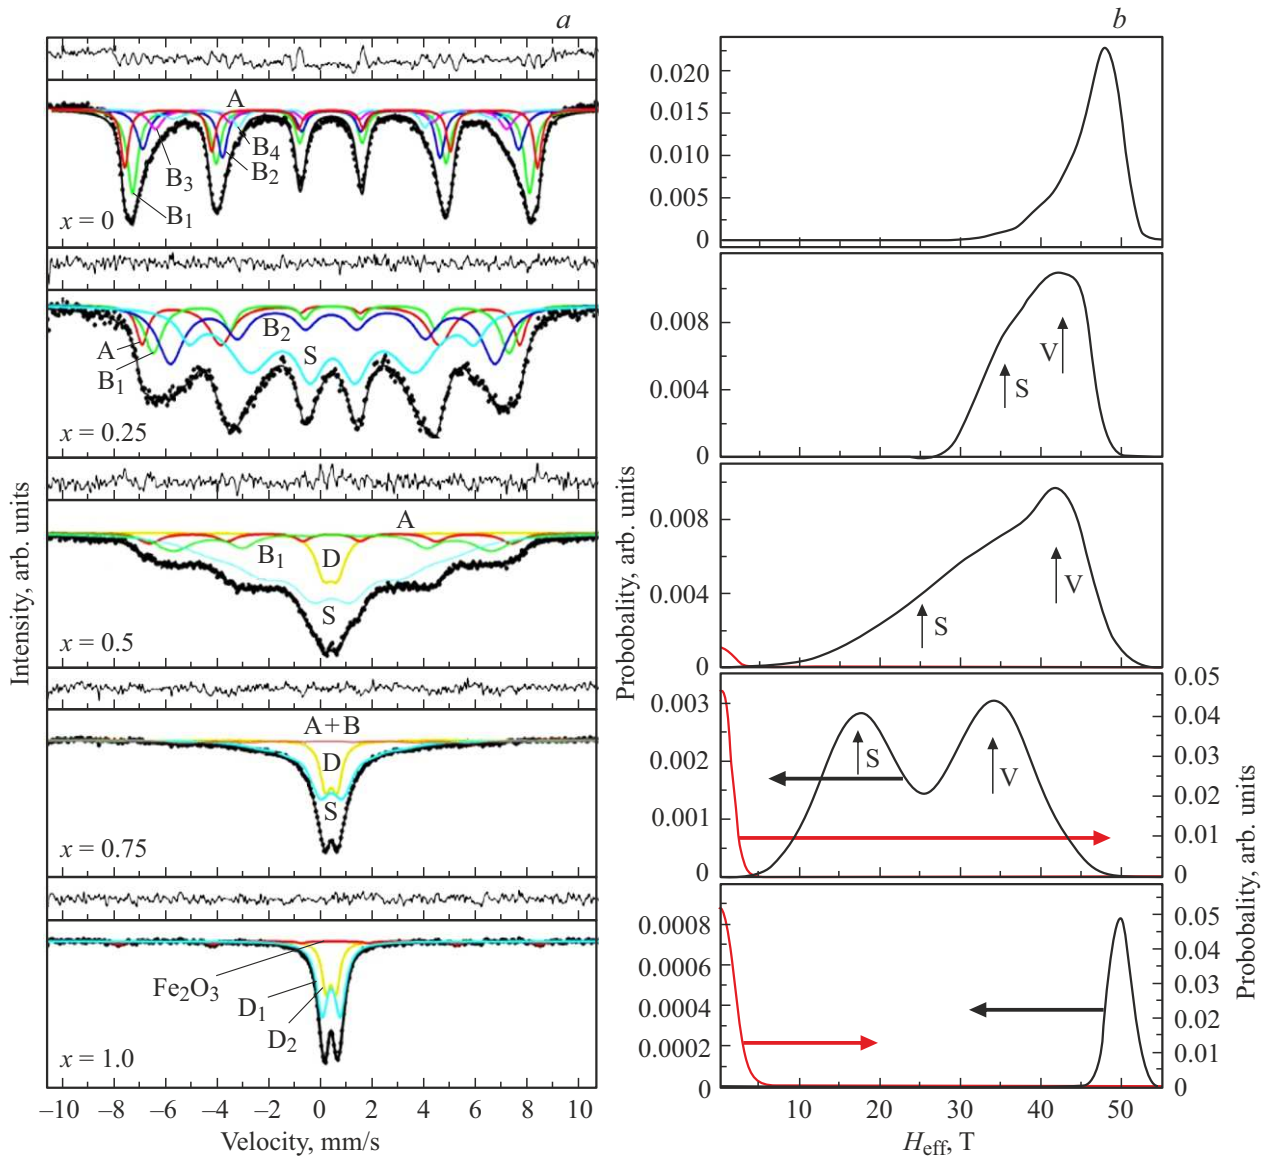 a
A
B4
B2
B3
B1
x = 0
B2
A
S
B1
x = 0.25
A
B1
D
S
x = 0.5
A + B
D
S
x = 0.75
Fe2O3
D1
D2
x = 1.0
–10 –8 –6 –4 –2 0 2 4 6 8 10
Velocity, mm/s
Intensity, arb. units
b
0.020
0.015
0.010
0.005
0
0.008
0.004
0
V
S
0.008
0.004
0
V
S
0.003
0.002
0.001
0
S
V
0.05
0.04
0.03
0.02
0.01
0
0.0008
0.0006
0.0004
0.0002
0
0.05
0.04
0.03
0.02
0.01
0
10 20 30 40 50
Heff, T
Probobality, arb. units
Probobality, arb. units